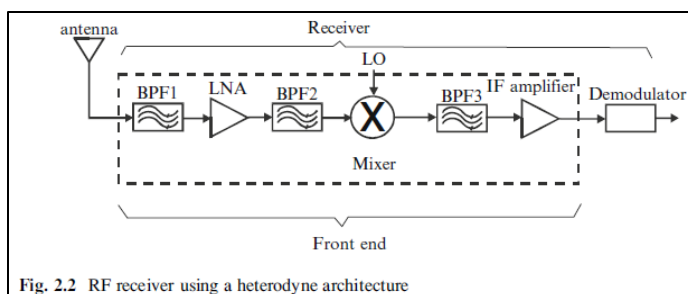 antenna
Receiver
LO
BPF1 LNA BPF2 BPF3 IF amplifier Demodulator
X
Mixer
Front end
Fig. 2.2 RF receiver using a heterodyne architecture